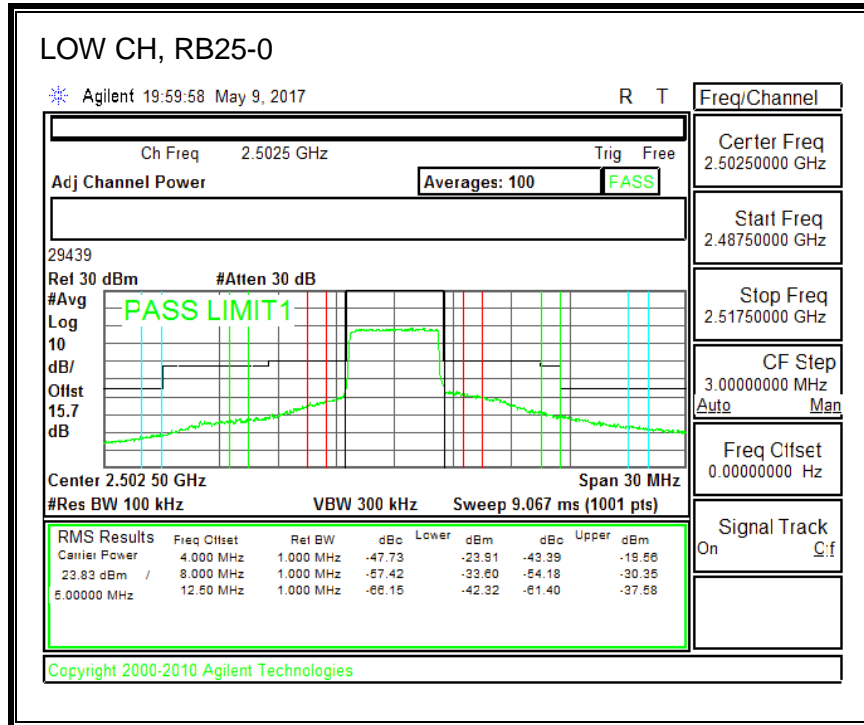 LOW CH, RB25-0
Agilent 19:59:58 May 9, 2017 R T
Freq/Channel
Ch Freq 2.5025 GHz Trig Free
Adj Channel Power Averages: 100 PASS
Center Freq
2.50250000 GHz
Start Freq
2.48750000 GHz
Stop Freq
2.51750000 GHz
CF Step
3.00000000 MHz
Auto Man
Freq Offset
0.00000000 Hz
Signal Track
On Off
29439
Ref 30 dBm #Atten 30 dB
#Avg
Log
10
dB/
Offst
15.7
dB
PASS LIMIT1
Center 2.502 50 GHz Span 30 MHz
#Res BW 100 kHz VBW 300 kHz Sweep 9.067 ms (1001 pts)
RMS Results Freq Offset Ref BW dBc Lower dBm dBc Upper dBm
Carrier Power 4.000 MHz 1.000 MHz -47.73 -23.91 -43.39 -19.56
23.83 dBm / 8.000 MHz 1.000 MHz -57.42 -33.60 -54.18 -30.35
5.00000 MHz 12.50 MHz 1.000 MHz -66.15 -42.32 -61.40 -37.58
Copyright 2000-2010 Agilent Technologies